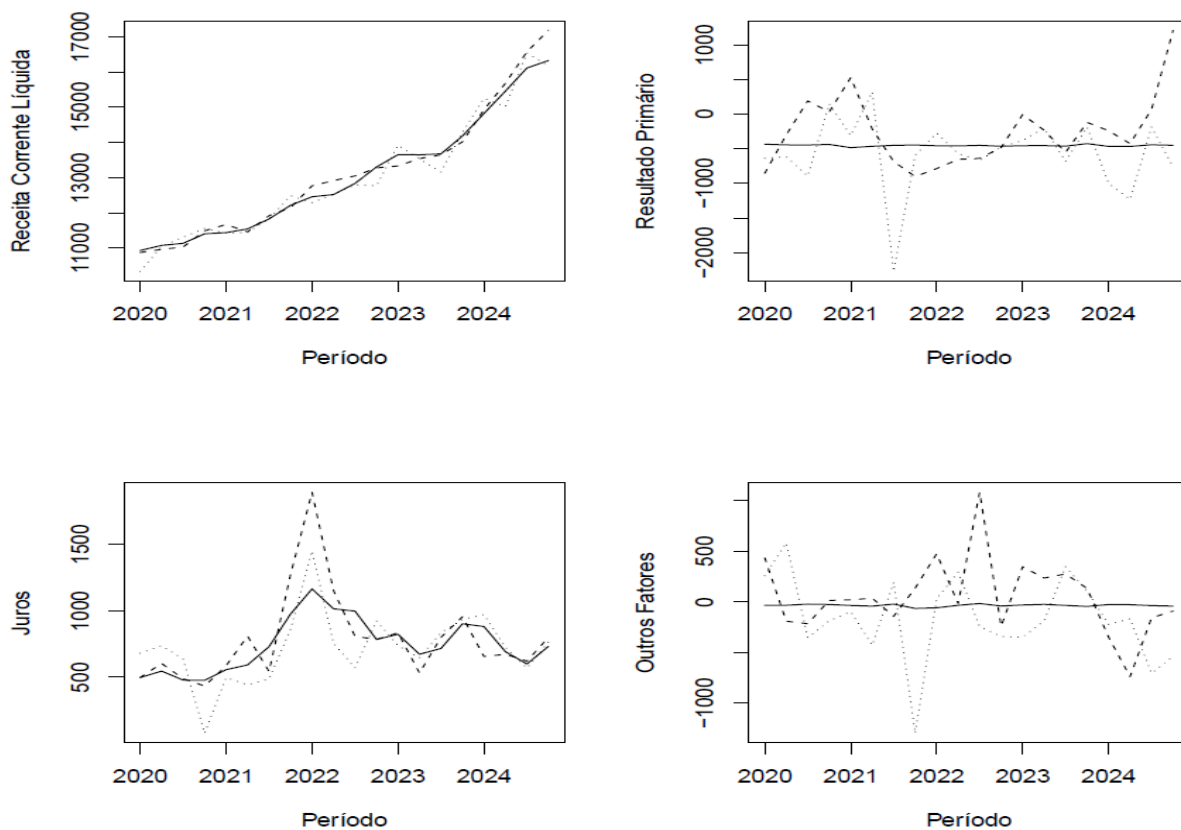 Receita Corrente Líquida
17000
15000
13000
11000
2020 2021 2022 2023 2024
Período
Resultado Primário
1000
0
−1000
−2000
2020 2021 2022 2023 2024
Período
Juros
1500
1000
500
2020 2021 2022 2023 2024
Período
Outros Fatores
500
0
−1000
2020 2021 2022 2023 2024
Período